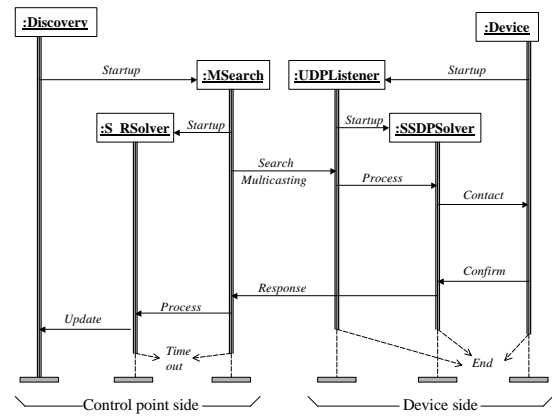 :Discovery
:Device
Startup
:MSearch
:UDPListener
Startup
:S_RSolver
Startup
Startup
:SSDPSolver
Search
Multicasting
Process
Contact
Confirm
Response
Process
Update
Time
out
End
Control point side
Device side